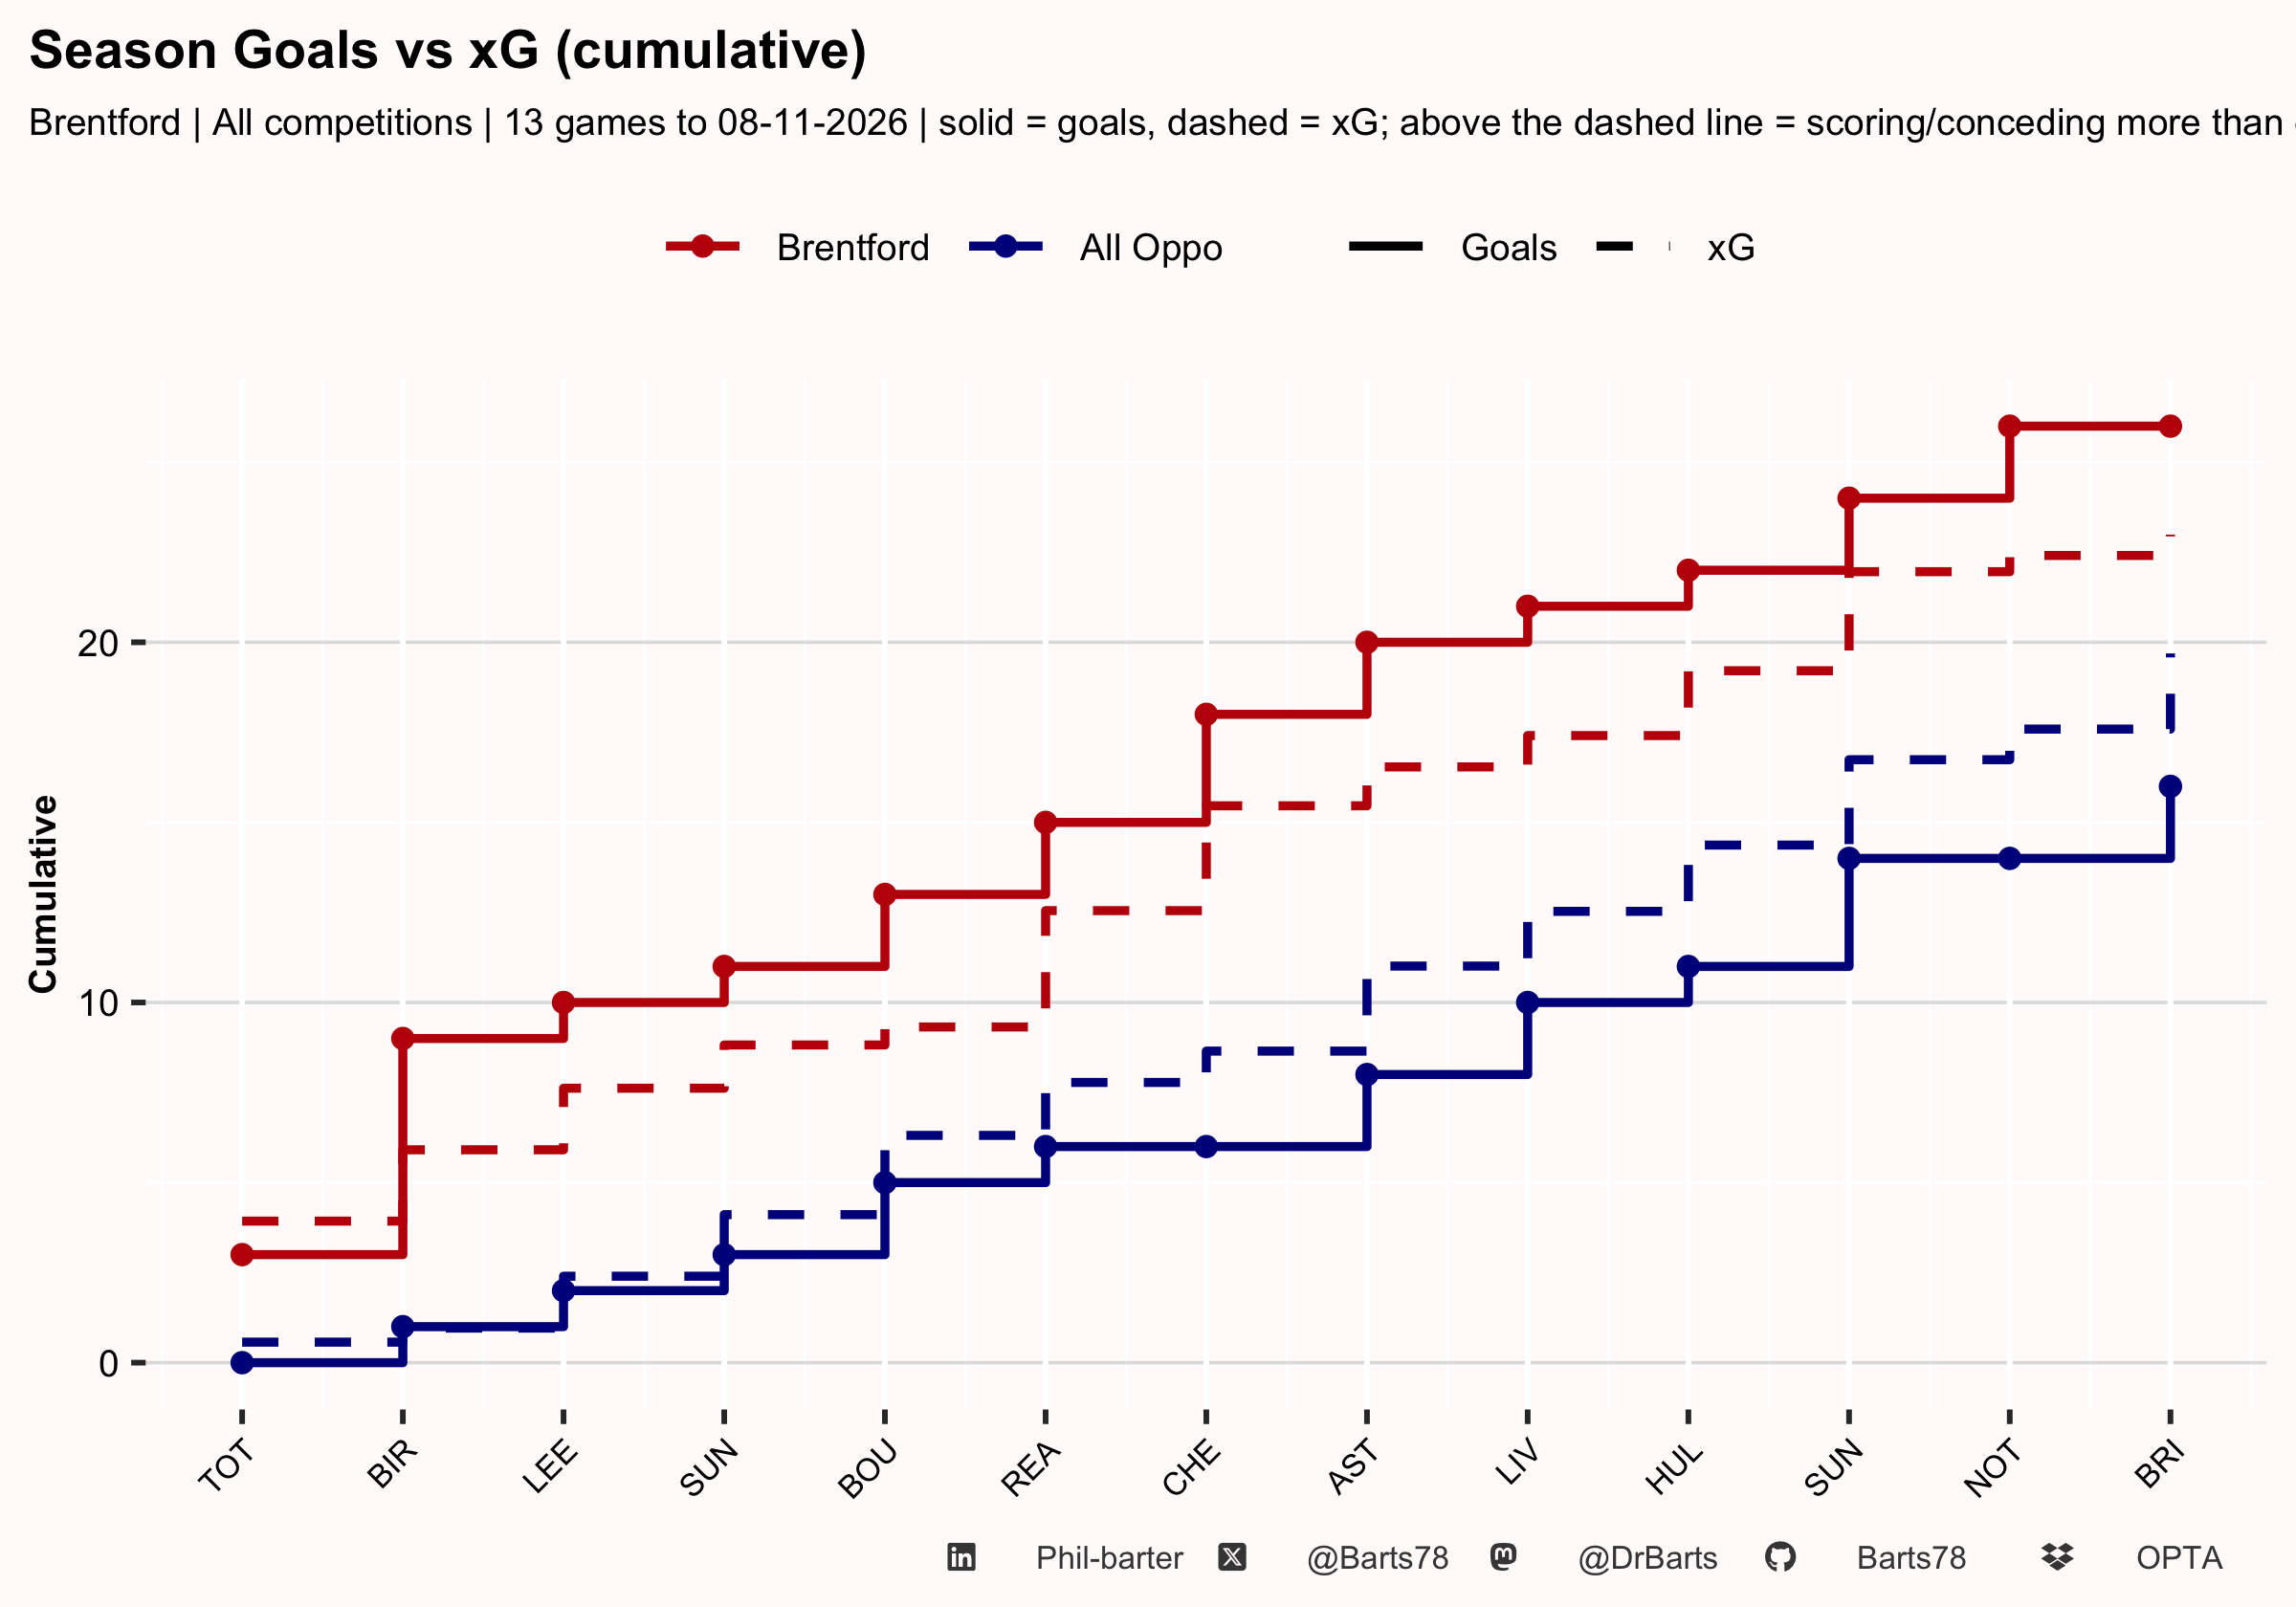 Season Goals vs xG (cumulative)
Brentford | All competitions | 13 games to 08-11-2026 | solid = goals, dashed = xG; above the dashed line = scoring/conceding more than
Brentford All Oppo Goals xG
Cumulative
20
10
0
TOT BIR LEE SUN BOU REA CHE AST LIV HUL SUN NOT BRI
Phil-barter @Barts78 @DrBarts Barts78 OPTA